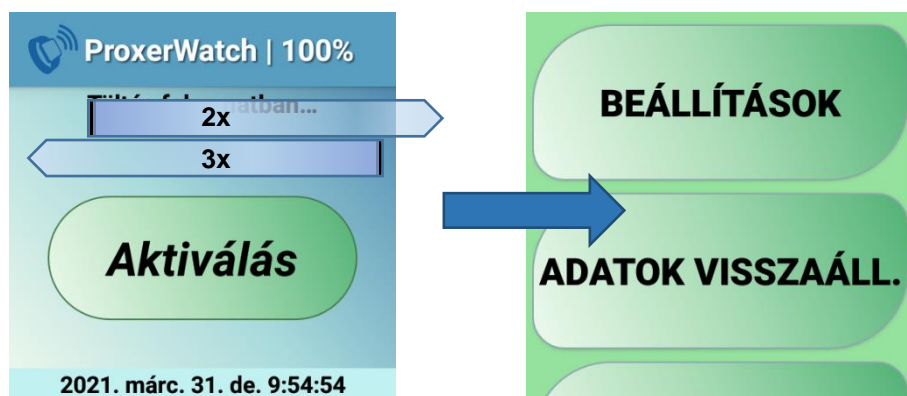 ProxerWatch | 100%
2x
3x
Aktiválás
2021. márc. 31. de. 9:54:54
BEÁLLÍTÁSOK
ADATOK VISSZAÁLL.